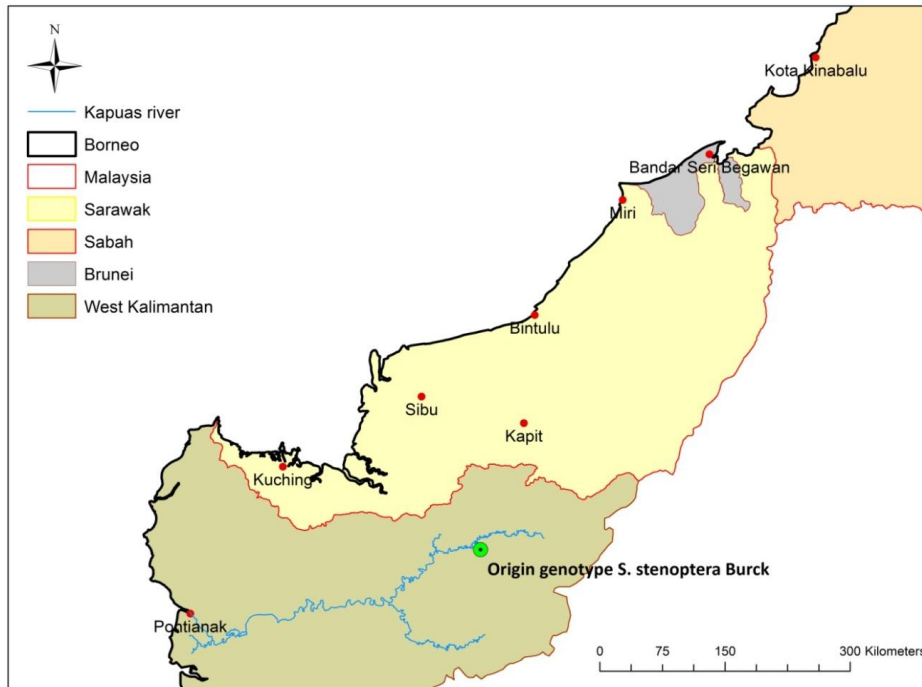 N
Kapuas river
Borneo
Malaysia
Sarawak
Sabah
Brunei
West Kalimantan
Kota Kinabalu
Bandar Seri Begawan
Miri
Bintulu
Sibu
Kapit
Kuching
Origin genotype S. stenoptera Burck
Pontianak
0 75 150 300 Kilometers